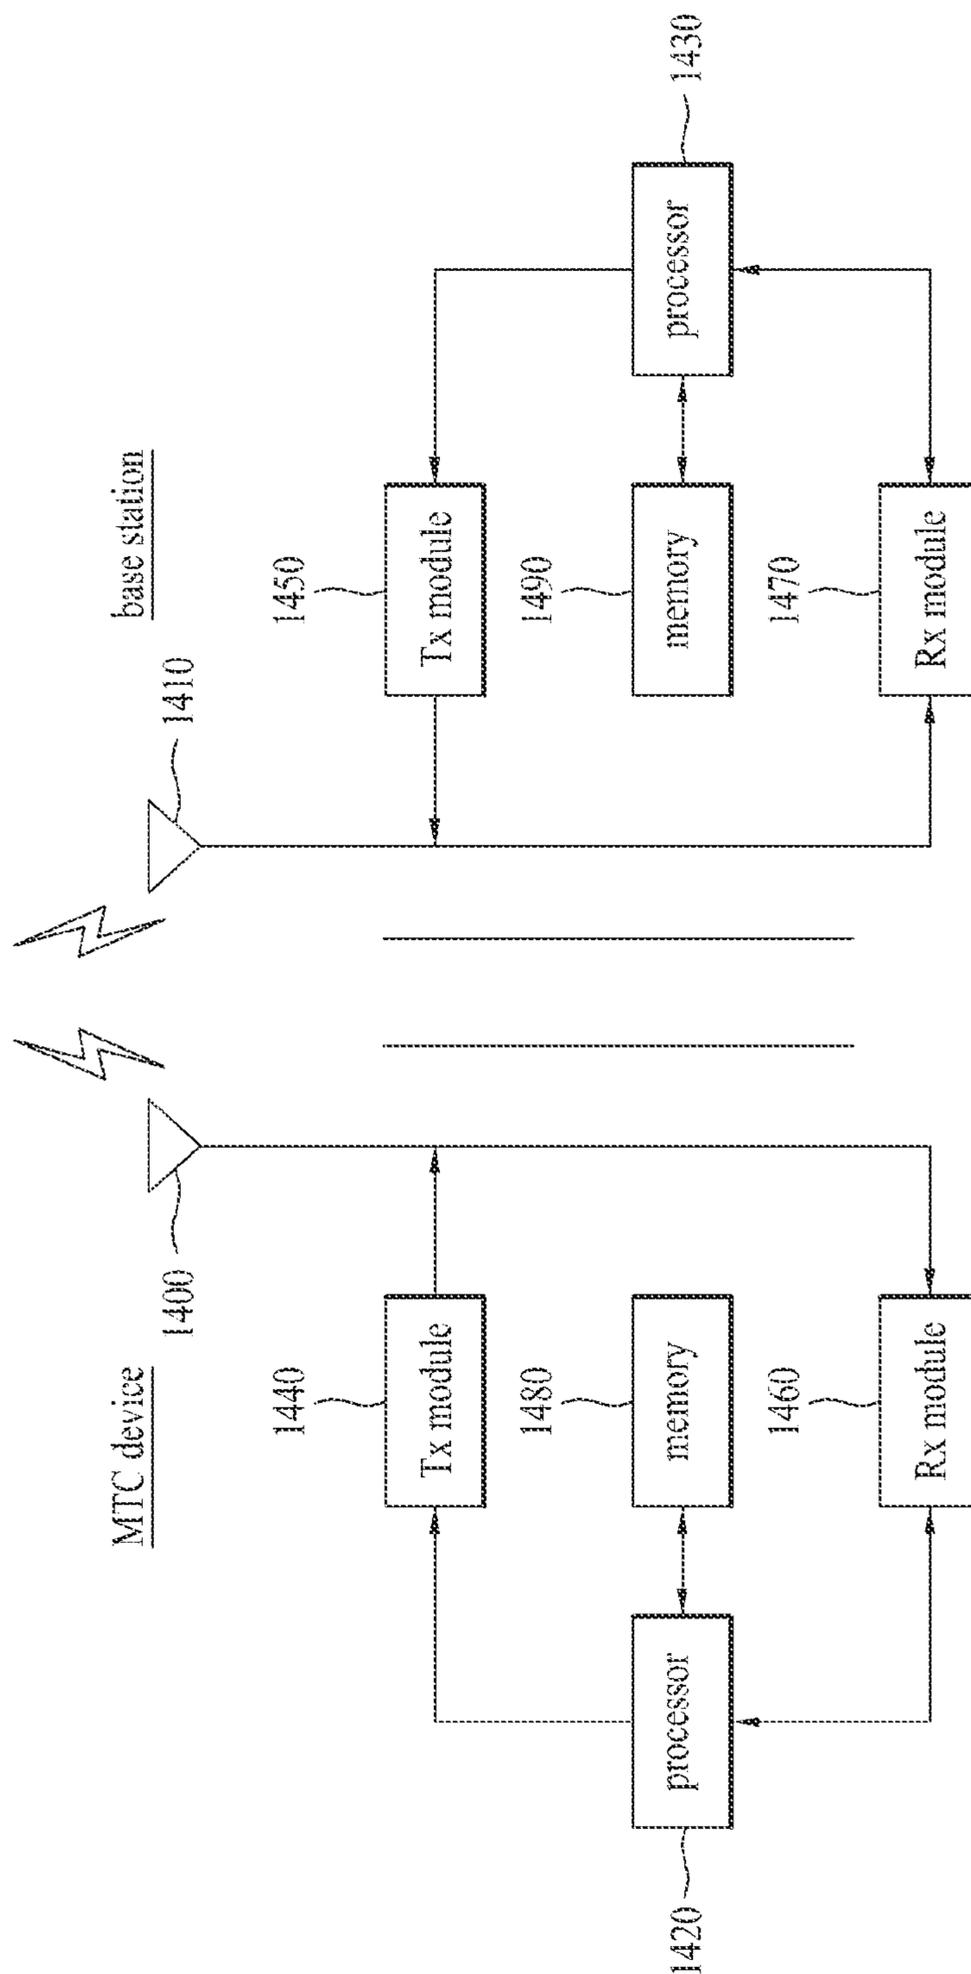 MTC device
base station
1400
1410
1440
Tx module
1450
Tx module
1420
processor
1480
memory
1490
memory
processor
1430
1460
Rx module
1470
Rx module